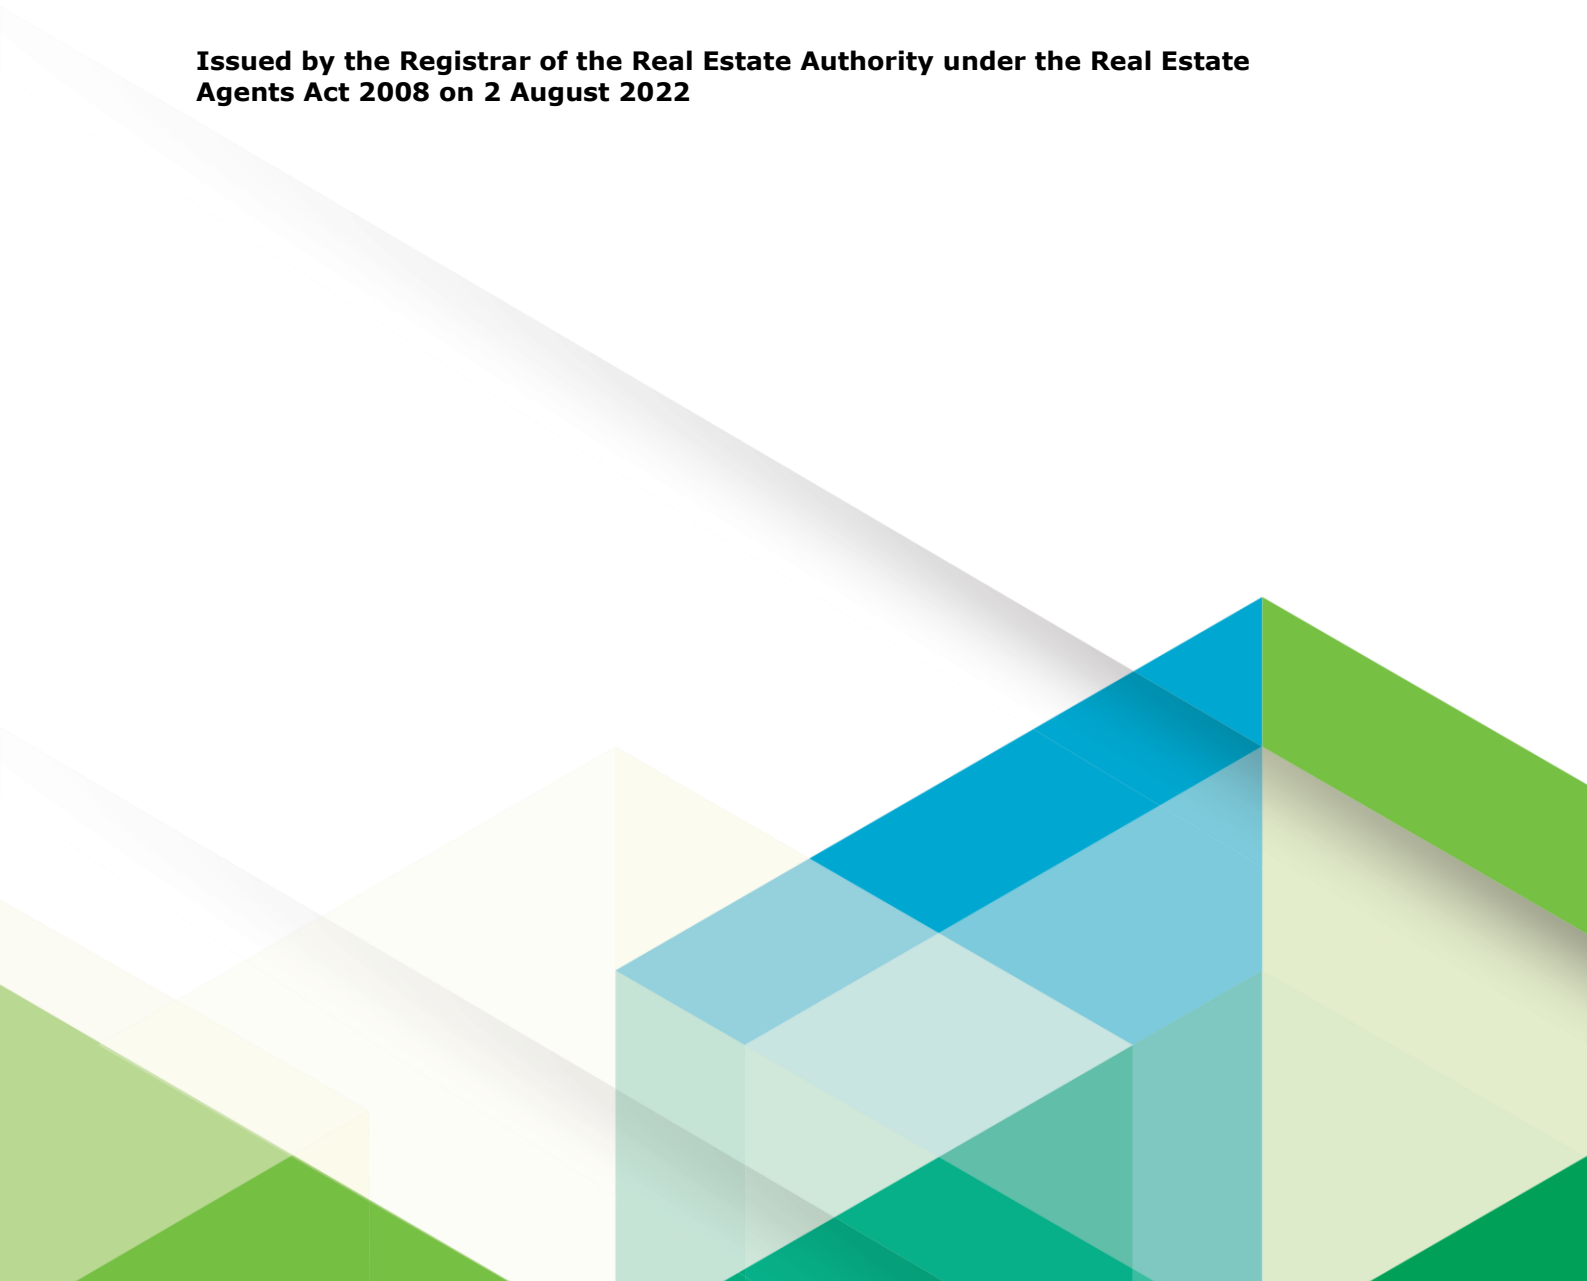 Issued by the Registrar of the Real Estate Authority under the Real Estate
Agents Act 2008 on 2 August 2022